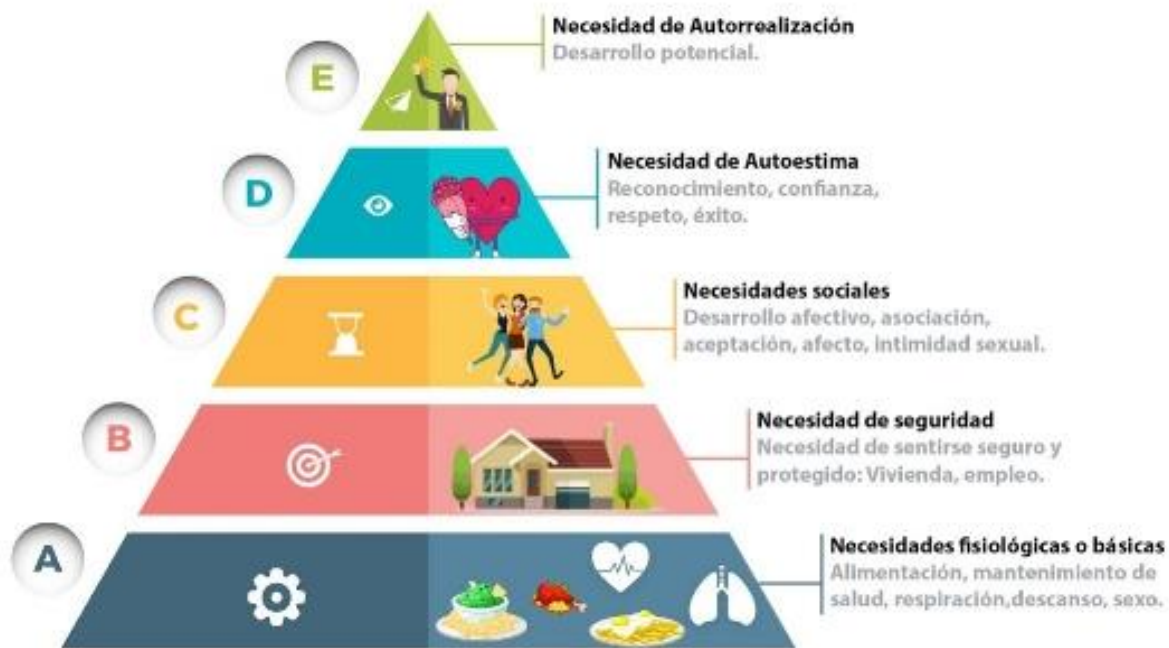 E
Necesidad de Autorrealización
Desarrollo potencial.
D
Necesidad de Autoestima
Reconocimiento, confianza,
respeto, éxito.
C
Necesidades sociales
Desarrollo afectivo, asociación,
aceptación, afecto, intimidad sexual.
B
Necesidad de seguridad
Necesidad de sentirse seguro y
protegido: Vivienda, empleo.
A
Necesidades fisiológicas o básicas
Alimentación, mantenimiento de
salud, respiración,descanso, sexo.